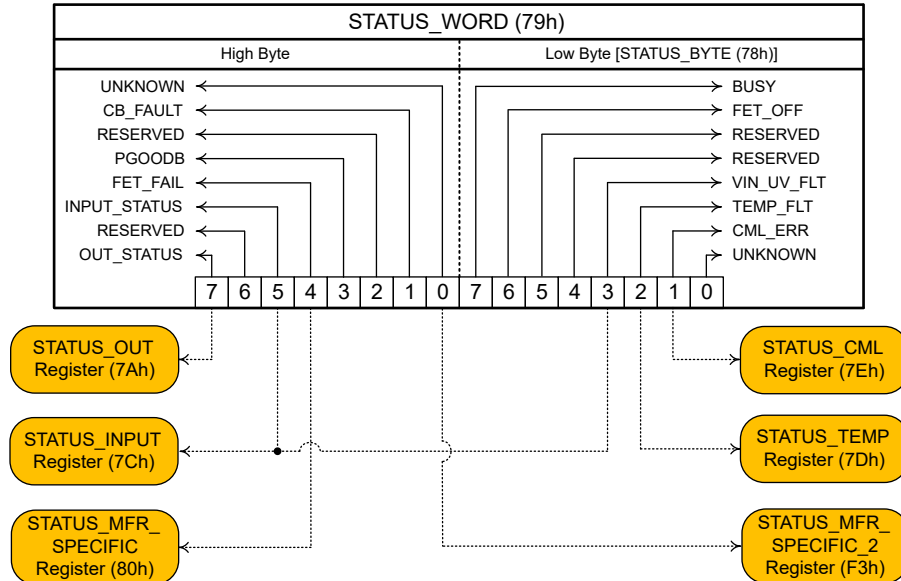 STATUS_WORD (79h)
High Byte
Low Byte [STATUS_BYTE (78h)]
UNKNOWN
CB_FAULT
RESERVED
PGOODB
FET_FAIL
INPUT_STATUS
RESERVED
OUT_STATUS
BUSY
FET_OFF
RESERVED
RESERVED
VIN_UV_FLT
TEMP_FLT
CML_ERR
UNKNOWN
7 6 5 4 3 2 1 0 7 6 5 4 3 2 1 0
STATUS_OUT
Register (7Ah)
STATUS_CML
Register (7Eh)
STATUS_INPUT
Register (7Ch)
STATUS_TEMP
Register (7Dh)
STATUS_MFR_
SPECIFIC
Register (80h)
STATUS_MFR_
SPECIFIC_2
Register (F3h)